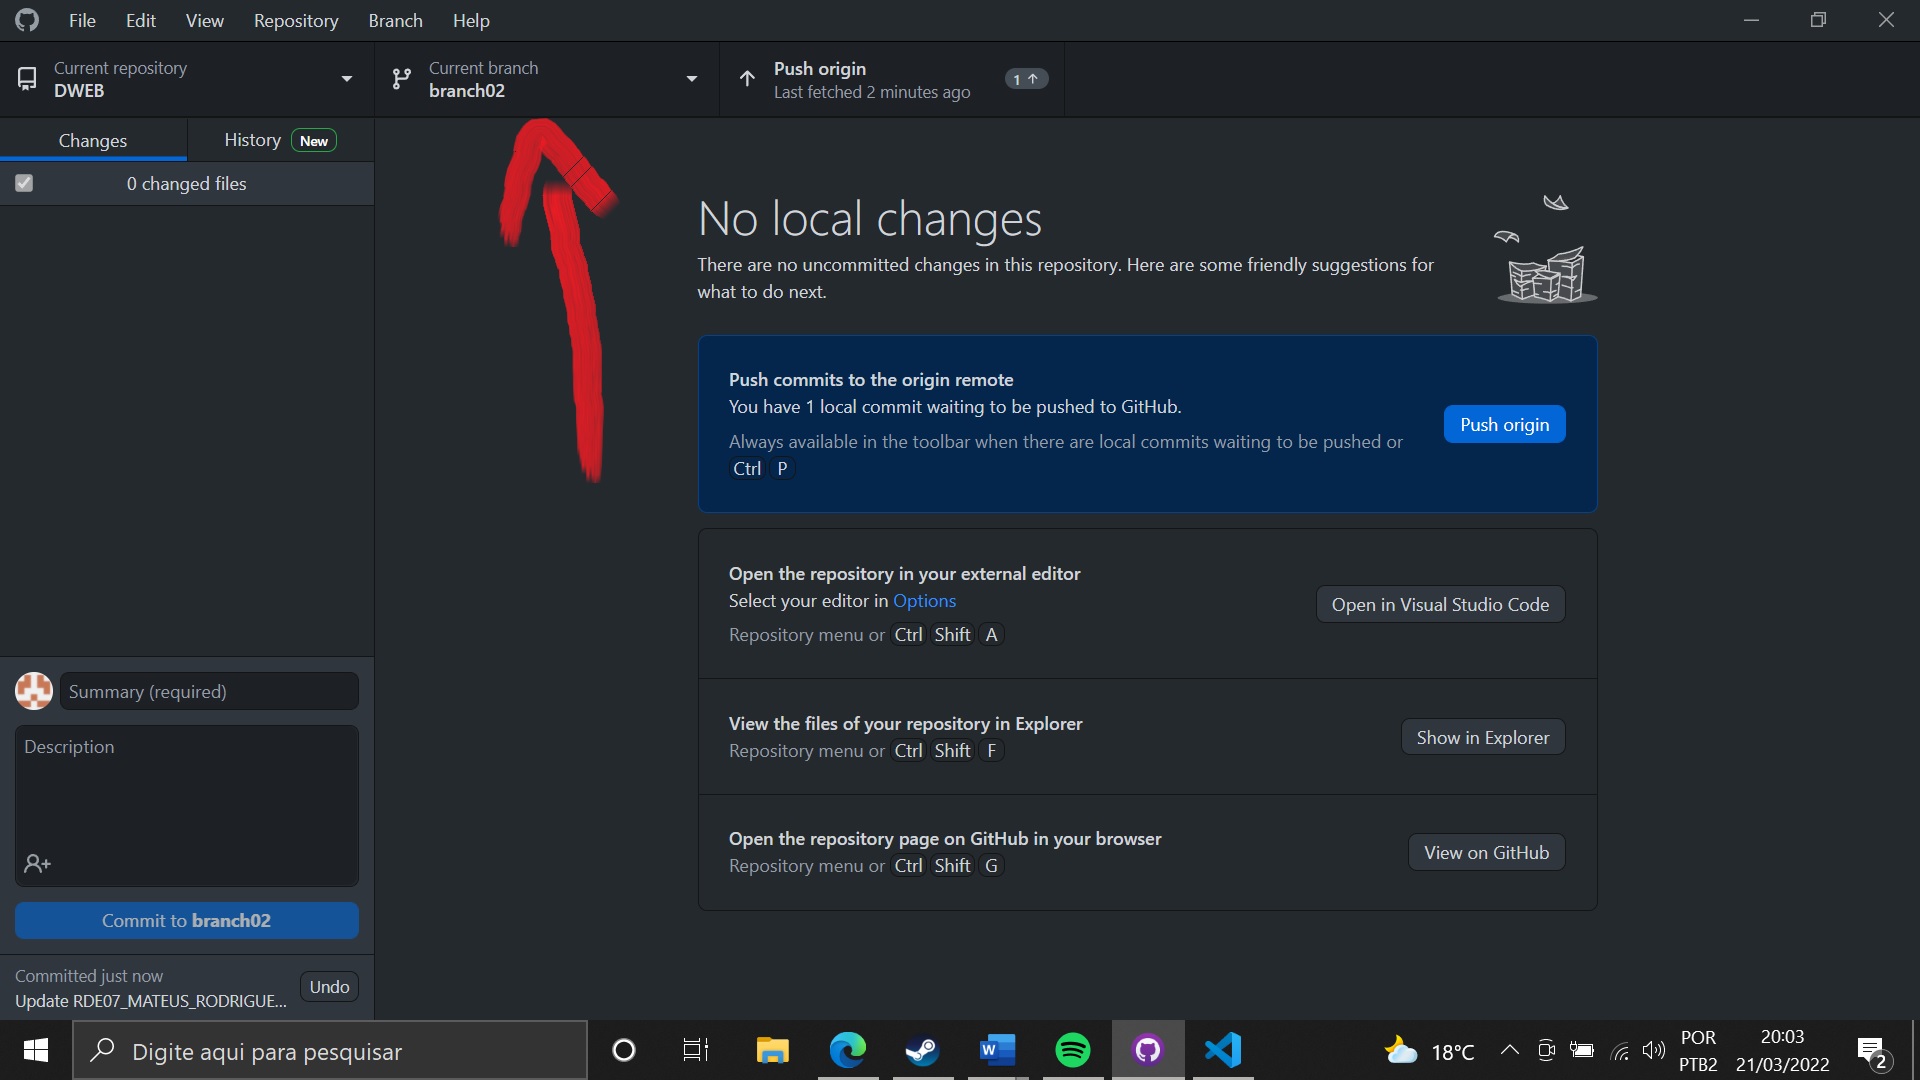 File Edit View Repository Branch Help
Current repository
DWEB
Current branch
branch02
Push origin
Last fetched 2 minutes ago
1
Changes
History New
0 changed files
No local changes
There are no uncommitted changes in this repository. Here are some friendly suggestions for
what to do next.
Push commits to the origin remote
You have 1 local commit waiting to be pushed to GitHub.
Always available in the toolbar when there are local commits waiting to be pushed or
Ctrl P
Push origin
Open the repository in your external editor
Select your editor in Options
Repository menu or Ctrl Shift A
Open in Visual Studio Code
View the files of your repository in Explorer
Repository menu or Ctrl Shift F
Show in Explorer
Open the repository page on GitHub in your browser
Repository menu or Ctrl Shift G
View on GitHub
Summary (required)
Description
Commit to branch02
Committed just now
Update RDE07_MATEUS_RODRIGUE...
Undo
Digite aqui para pesquisar
W
18°C
POR
PTB2
20:03
21/03/2022
2